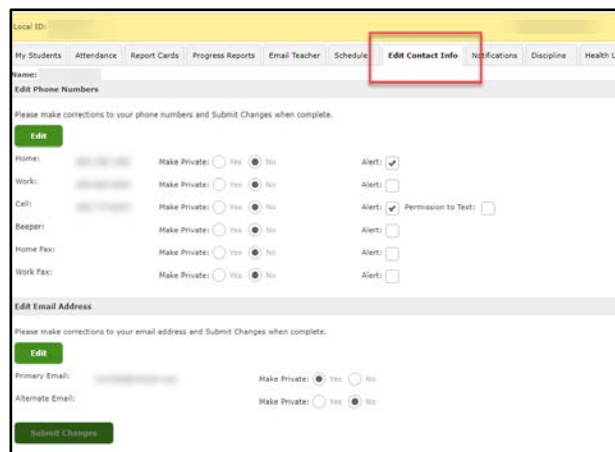 Local ID:
My Students Attendance Report Cards Progress Reports Email Teacher Schedule Edit Contact Info Notifications Discipline Health L
Name:
Edit Phone Numbers
Please make corrections to your phone numbers and Submit Changes when complete.
Edit
Home: Make Private: Yes No Alert:
Work: Make Private: Yes No Alert:
Cell: Make Private: Yes No Alert: Permission to Text:
Beeper: Make Private: Yes No Alert:
Home Fax: Make Private: Yes No Alert:
Work Fax: Make Private: Yes No Alert:
Edit Email Address
Please make corrections to your email address and Submit Changes when complete.
Edit
Primary Email: Make Private: Yes No
Alternate Email: Make Private: Yes No
Submit Changes